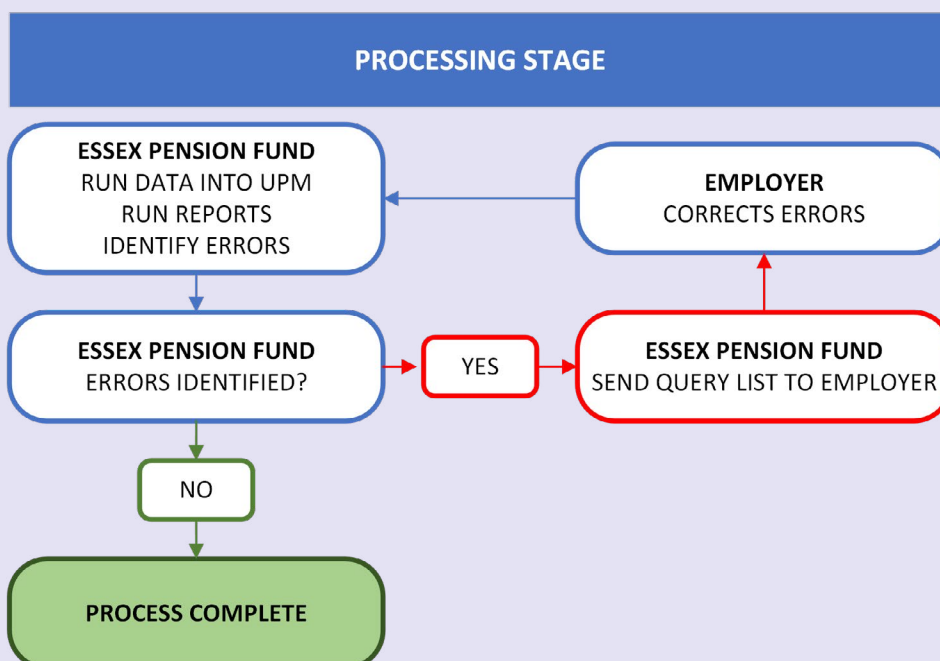 PROCESSING STAGE
ESSEX PENSION FUND
RUN DATA INTO UPM
RUN REPORTS
IDENTIFY ERRORS
EMPLOYER
CORRECTS ERRORS
ESSEX PENSION FUND
ERRORS IDENTIFIED?
YES
ESSEX PENSION FUND
SEND QUERY LIST TO EMPLOYER
NO
PROCESS COMPLETE